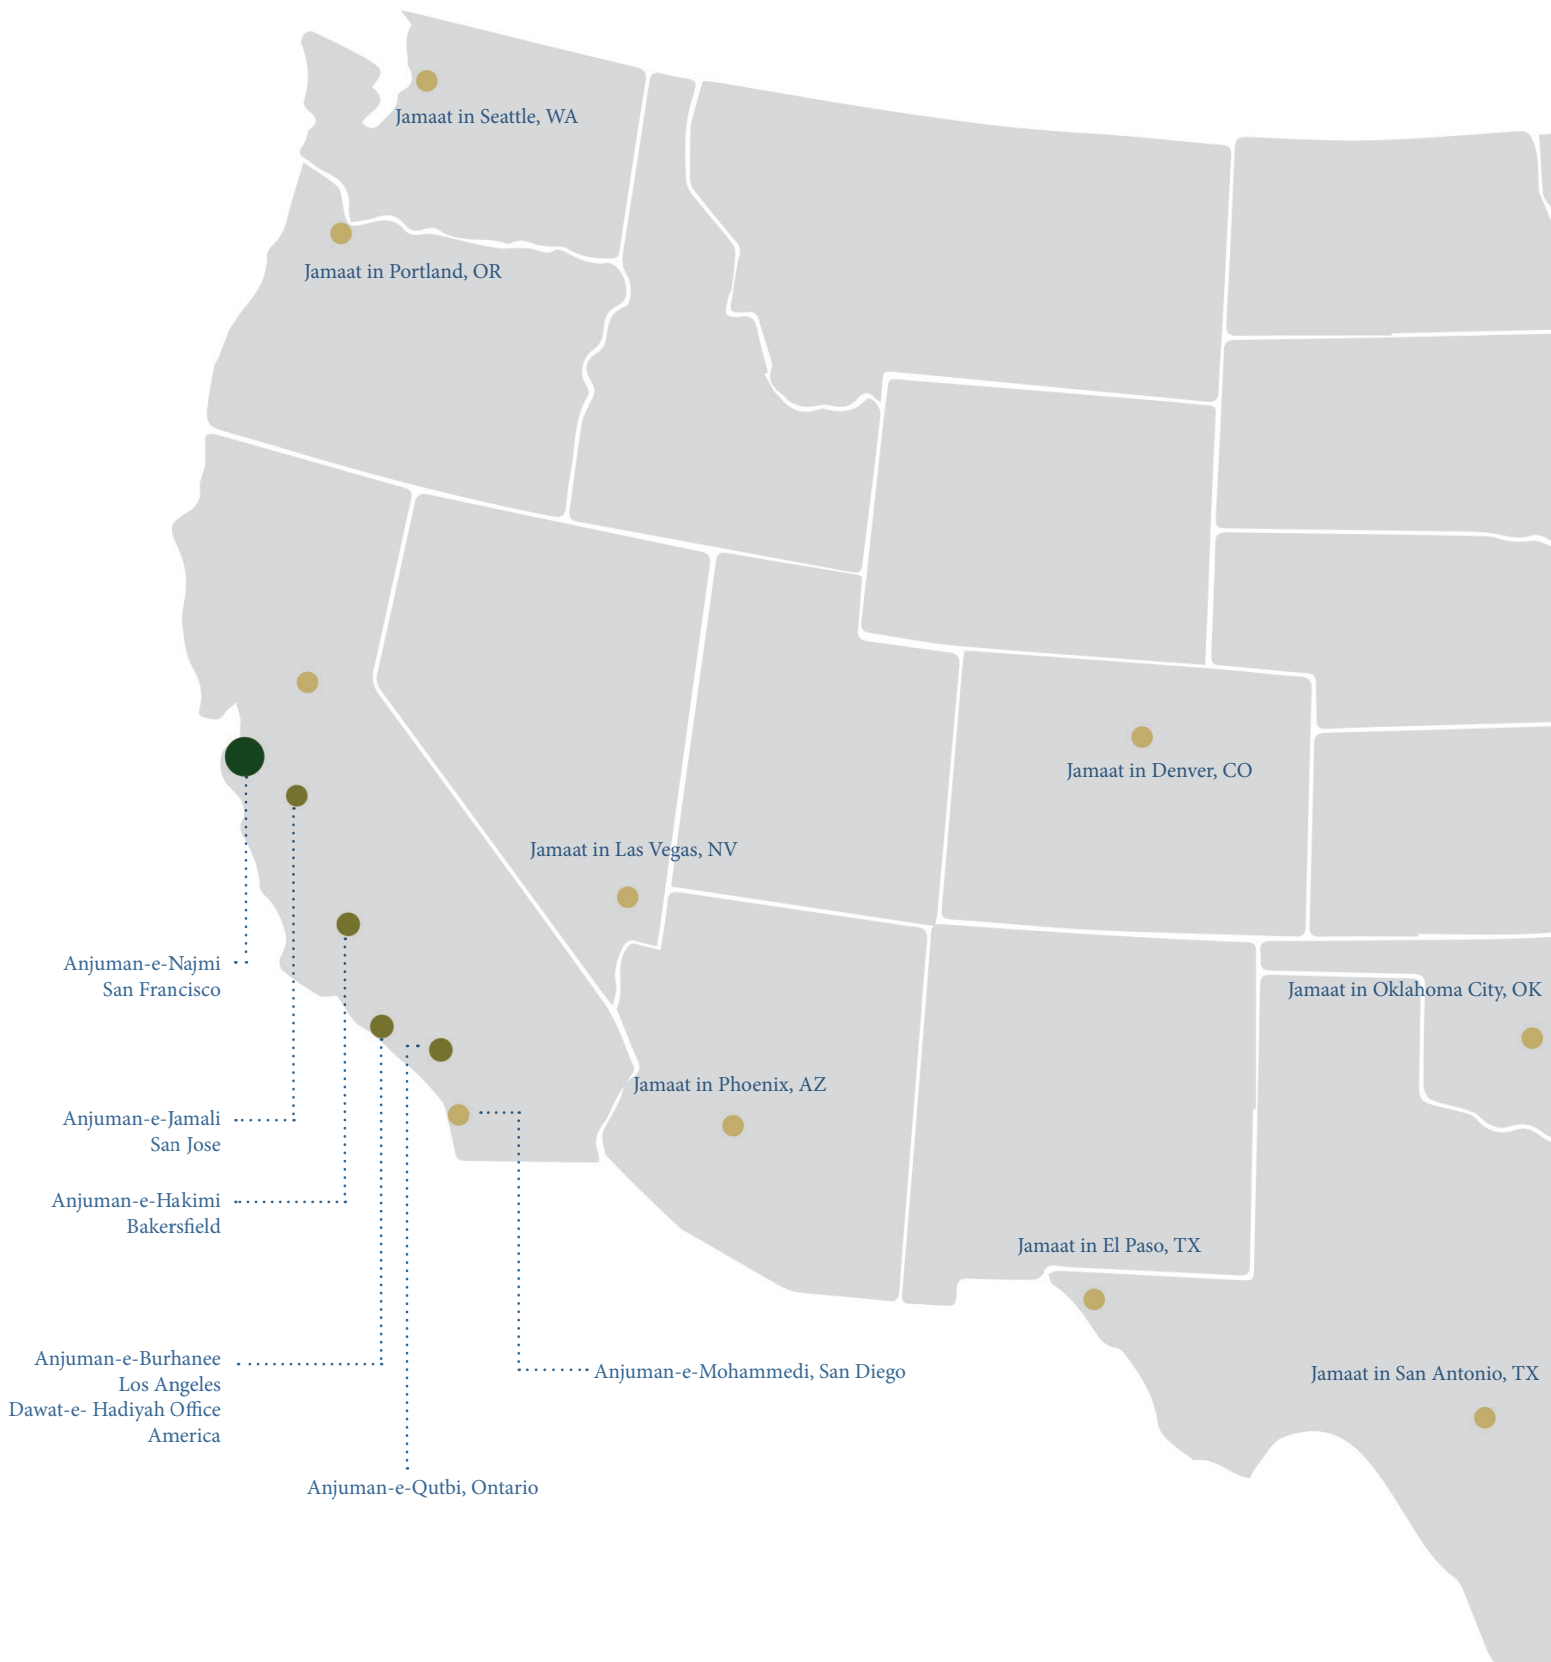 Jamaat in Seattle, WA
Jamaat in Portland, OR
Jamaat in Denver, CO
Jamaat in Las Vegas, NV
Anjuman-e-Najmi
San Francisco
Jamaat in Oklahoma City, OK
Jamaat in Phoenix, AZ
Anjuman-e-Jamali
San Jose
Anjuman-e-Hakimi
Bakersfield
Jamaat in El Paso, TX
Anjuman-e-Burhanee
Los Angeles
Dawat-e- Hadiyah Office
America
Anjuman-e-Mohammedi, San Diego
Jamaat in San Antonio, TX
Anjuman-e-Qutbi, Ontario